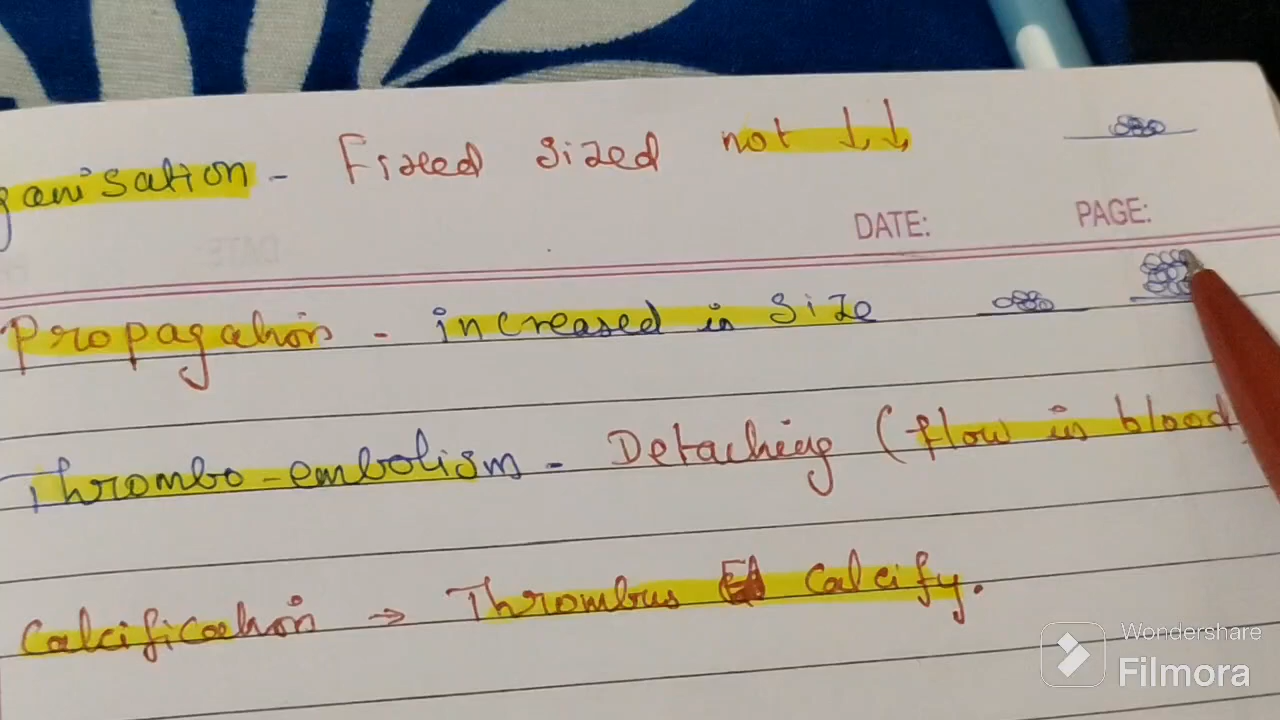 ganisation - Fixed sized not ↓↓
DATE: PAGE:
Propagation - increased in Size
Thrombo-embolism - Detaching (flow in blood)
Calcification → Thrombus calcify.
Wondershare
Filmora